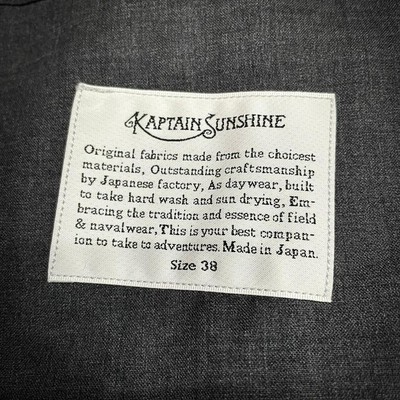 KAPTAIN SUNSHINE
Original fabrics made from the choicest
materials, Outstanding craftsmanship
by Japanese factory, As daywear, built
to take hard wash and sun drying, Em-
bracing the tradition and essence of field
& navalwear, This is your best compan-
ion to take to adventures. Made in Japan.
Size 38